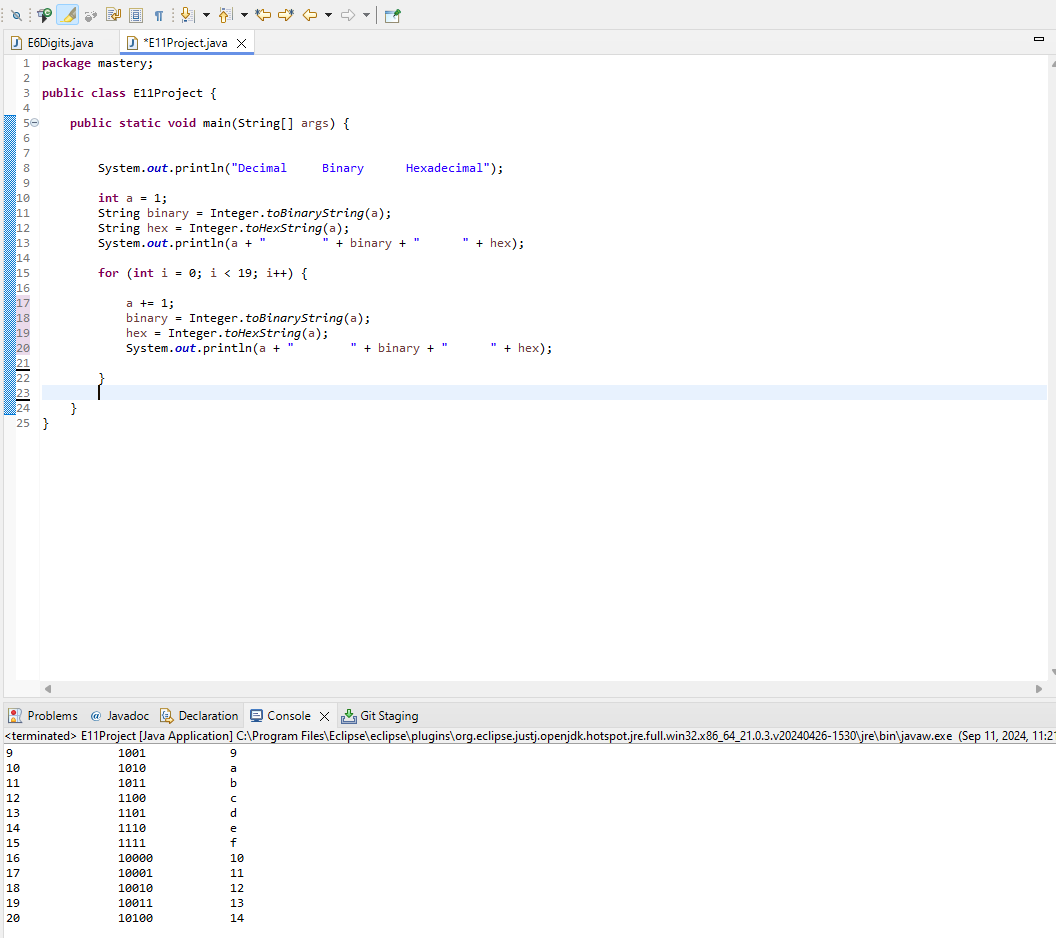 E6Digits.java *E11Project.java
1 package mastery;
2
3 public class E11Project {
4
5 public static void main(String[] args) {
6
7
8 System.out.println("Decimal     Binary      Hexadecimal");
9
10 int a = 1;
11 String binary = Integer.toBinaryString(a);
12 String hex = Integer.toHexString(a);
13 System.out.println(a + "        " + binary + "      " + hex);
14
15 for (int i = 0; i < 19; i++) {
16
17 a += 1;
18 binary = Integer.toBinaryString(a);
19 hex = Integer.toHexString(a);
20 System.out.println(a + "        " + binary + "      " + hex);
21
22 }
23
24 }
25 }
Problems @ Javadoc Declaration Console Git Staging
<terminated> E11Project [Java Application] C:\Program Files\Eclipse\eclipse\plugins\org.eclipse.justj.openjdk.hotspot.jre.full.win32.x86_64_21.0.3.v20240426-1530\jre\bin\javaw.exe (Sep 11, 2024, 11:21
9 1001 9
10 1010 a
11 1011 b
12 1100 c
13 1101 d
14 1110 e
15 1111 f
16 10000 10
17 10001 11
18 10010 12
19 10011 13
20 10100 14